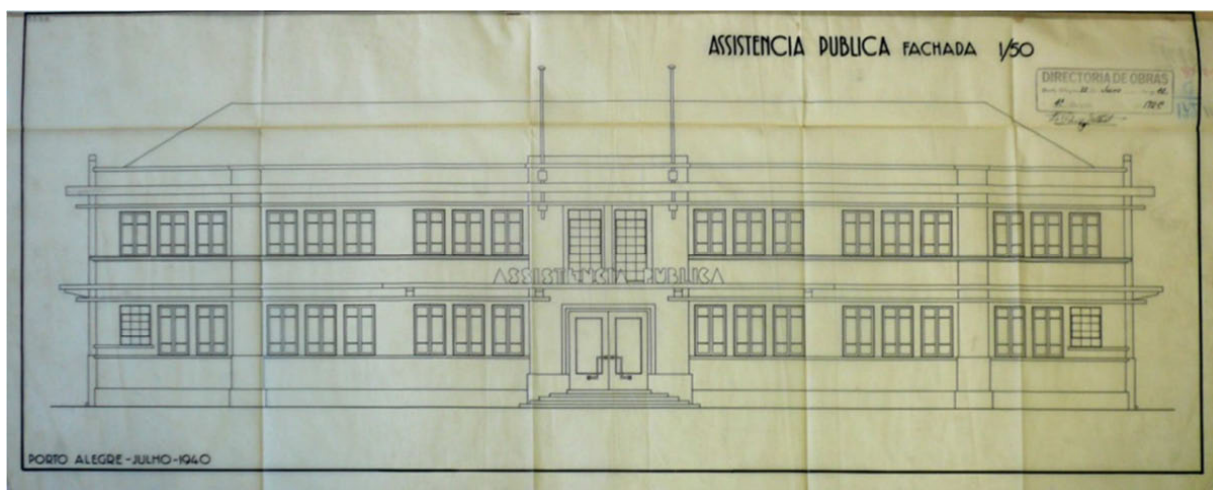 ASSISTENCIA PUBLICA FACHADA 1/50
DIRECTORIA DE OBRAS
ASSISTENCIA PUBLICA
PORTO ALEGRE - JULHO - 1940